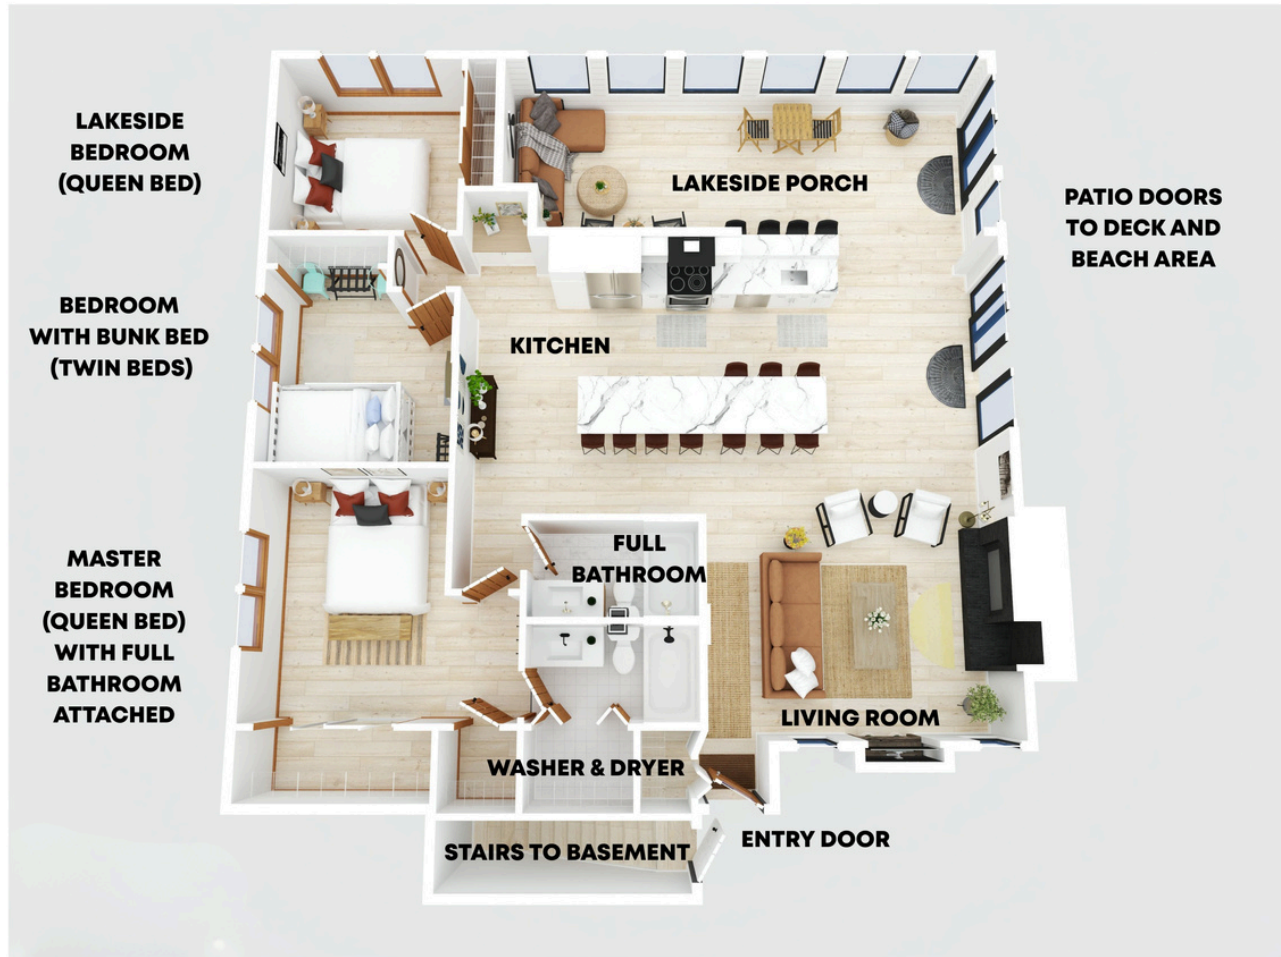 LAKESIDE
BEDROOM
(QUEEN BED)
LAKESIDE PORCH
PATIO DOORS
TO DECK AND
BEACH AREA
BEDROOM
WITH BUNK BED
(TWIN BEDS)
KITCHEN
MASTER
BEDROOM
(QUEEN BED)
WITH FULL
BATHROOM
ATTACHED
FULL
BATHROOM
LIVING ROOM
WASHER & DRYER
STAIRS TO BASEMENT
ENTRY DOOR